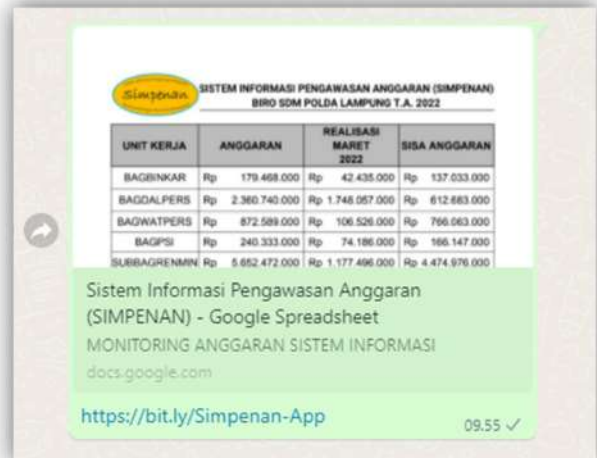 Simpenan
SISTEM INFORMASI PENGAWASAN ANGGARAN (SIMPENAN)
BIRO SDM POLDA LAMPUNG T.A. 2022
UNIT KERJA ANGGARAN REALISASI MARET 2022 SISA ANGGARAN
BAGBINKAR Rp 179.468.000 Rp 42.435.000 Rp 137.033.000
BAGDALPERS Rp 2.360.740.000 Rp 1.748.057.000 Rp 612.683.000
BAGWATPERS Rp 872.589.000 Rp 106.526.000 Rp 766.063.000
BAGPSI Rp 240.333.000 Rp 74.186.000 Rp 166.147.000
SUBBAGRENMIN Rp 5.652.472.000 Rp 1.177.496.000 Rp 4.474.976.000
Sistem Informasi Pengawasan Anggaran
(SIMPENAN) - Google Spreadsheet
MONITORING ANGGARAN SISTEM INFORMASI
docs.google.com
https://bit.ly/Simpenan-App
09.55